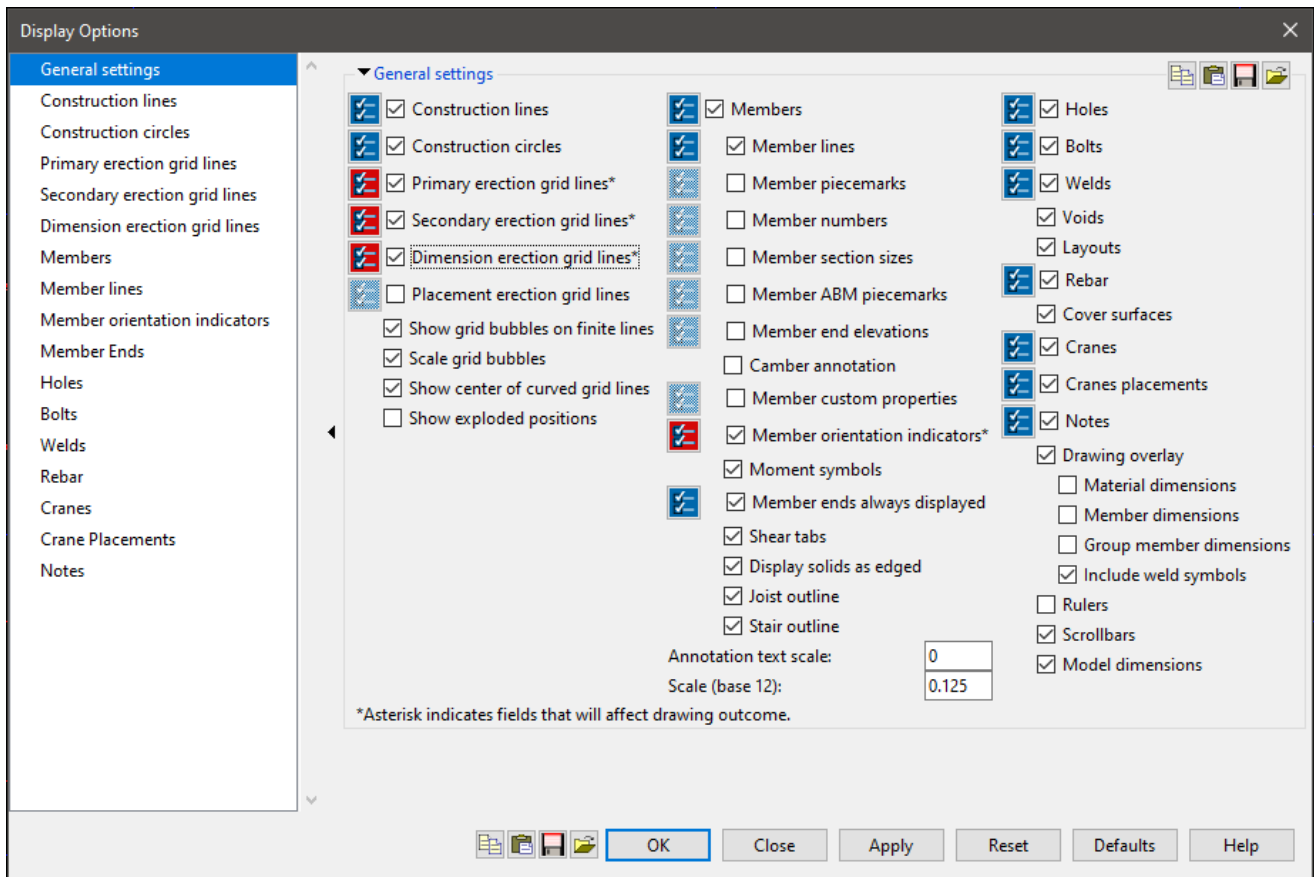 Display Options
General settings
Construction lines
Construction circles
Primary erection grid lines
Secondary erection grid lines
Dimension erection grid lines
Members
Member lines
Member orientation indicators
Member Ends
Holes
Bolts
Welds
Rebar
Cranes
Crane Placements
Notes
General settings
Construction lines
Construction circles
Primary erection grid lines*
Secondary erection grid lines*
Dimension erection grid lines*
Placement erection grid lines
Show grid bubbles on finite lines
Scale grid bubbles
Show center of curved grid lines
Show exploded positions
Members
Member lines
Member piecemarks
Member numbers
Member section sizes
Member ABM piecemarks
Member end elevations
Camber annotation
Member custom properties
Member orientation indicators*
Moment symbols
Member ends always displayed
Shear tabs
Display solids as edged
Joist outline
Stair outline
Annotation text scale: 0
Scale (base 12): 0.125
Holes
Bolts
Welds
Voids
Layouts
Rebar
Cover surfaces
Cranes
Cranes placements
Notes
Drawing overlay
Material dimensions
Member dimensions
Group member dimensions
Include weld symbols
Rulers
Scrollbars
Model dimensions
*Asterisk indicates fields that will affect drawing outcome.
OK Close Apply Reset Defaults Help